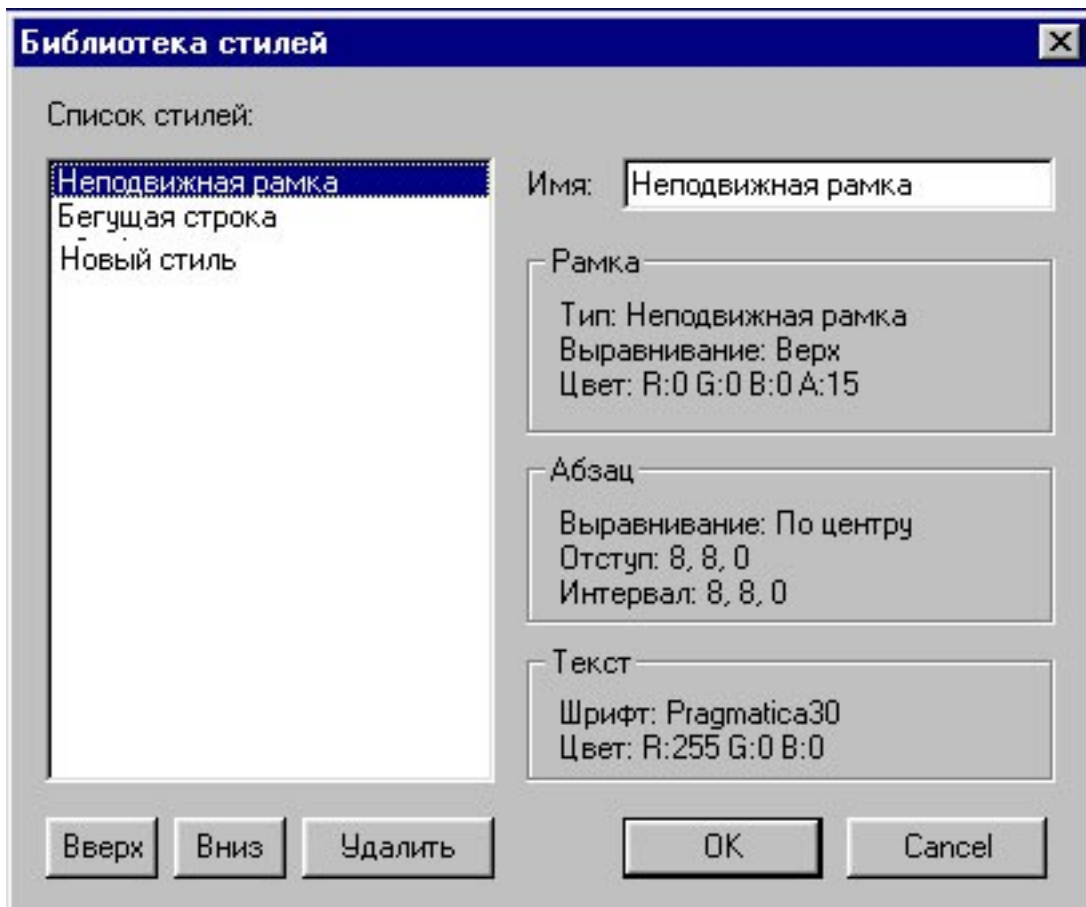 Библиотека стилей
Список стилей:
Неподвижная рамка
Бегущая строка
Новый стиль
Имя: Неподвижная рамка
Рамка
Тип: Неподвижная рамка
Выравнивание: Верх
Цвет: R:0 G:0 B:0 A:15
Абзац
Выравнивание: По центру
Отступ: 8, 8, 0
Интервал: 8, 8, 0
Текст
Шрифт: Pragmatica30
Цвет: R:255 G:0 B:0
Вверх Вниз Удалить OK Cancel